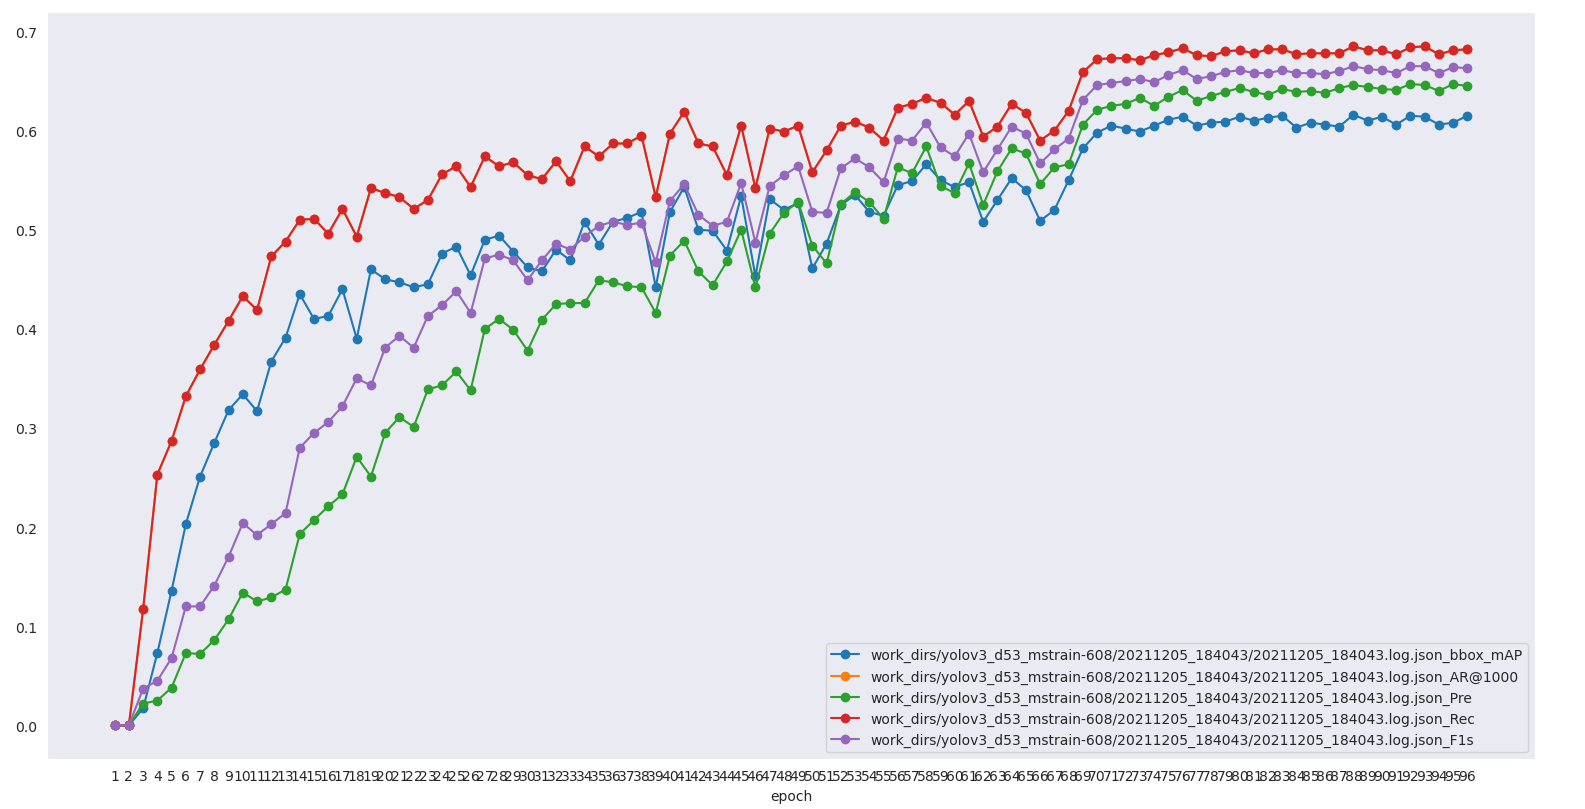 0.7
0.6
0.5
0.4
0.3
0.2
0.1
0.0
work_dirs/yolov3_d53_mstrain-608/20211205_184043/20211205_184043.log.json_bbox_mAP
work_dirs/yolov3_d53_mstrain-608/20211205_184043/20211205_184043.log.json_AR@1000
work_dirs/yolov3_d53_mstrain-608/20211205_184043/20211205_184043.log.json_Pre
work_dirs/yolov3_d53_mstrain-608/20211205_184043/20211205_184043.log.json_Rec
work_dirs/yolov3_d53_mstrain-608/20211205_184043/20211205_184043.log.json_F1s
1 2 3 4 5 6 7 8 9 10 11 12 13 14 15 16 17 18 19 20 21 22 23 24 25 26 27 28 29 30 31 32 33 34 35 36 37 38 39 40 41 42 43 44 45 46 47 48 49 50 51 52 53 54 55 56 57 58 59 60 61 62 63 64 65 66 67 68 69 70 71 72 73 74 75 76 77 78 79 80 81 82 83 84 85 86 87 88 89 90 91 92 93 94 95 96
epoch